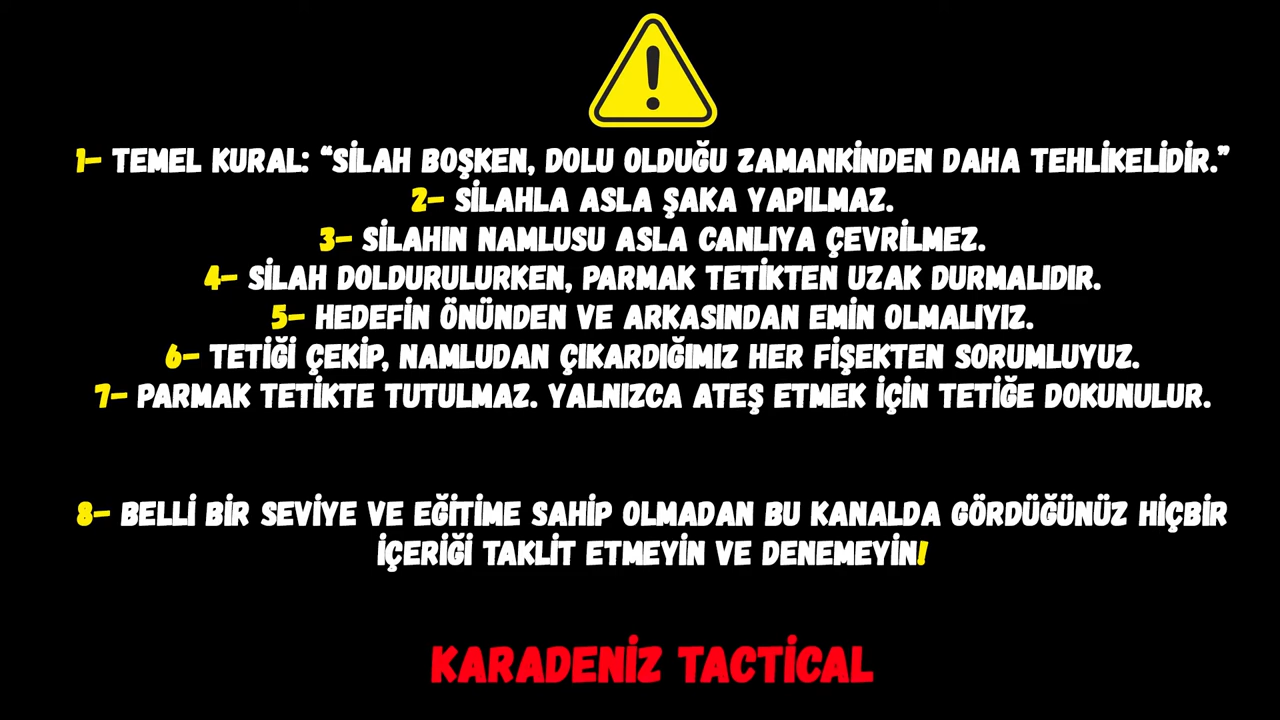 1- TEMEL KURAL: “SİLAH BOŞKEN, DOLU OLDUĞU ZAMANKİNDEN DAHA TEHLİKELİDİR.”
2- SİLAHLA ASLA ŞAKA YAPILMAZ.
3- SİLAHIN NAMLUSU ASLA CANLIYA ÇEVRİLMEZ.
4- SİLAH DOLDURULURKEN, PARMAK TETİKTEN UZAK DURMALIDIR.
5- HEDEFİN ÖNÜNDEN VE ARKASINDAN EMİN OLMALIYIZ.
6- TETİĞİ ÇEKİP, NAMLUDAN ÇIKARDIĞIMIZ HER FİŞEKTEN SORUMLUYUZ.
7- PARMAK TETİKTE TUTULMAZ. YALNIZCA ATEŞ ETMEK İÇİN TETİĞE DOKUNULUR.
8- BELLİ BİR SEVİYE VE EĞİTİME SAHİP OLMADAN BU KANALDA GÖRDÜĞÜNÜZ HİÇBİR
İÇERİĞİ TAKLİT ETMEYİN VE DENEMEYİN!
KARADENİZ TACTİCAL